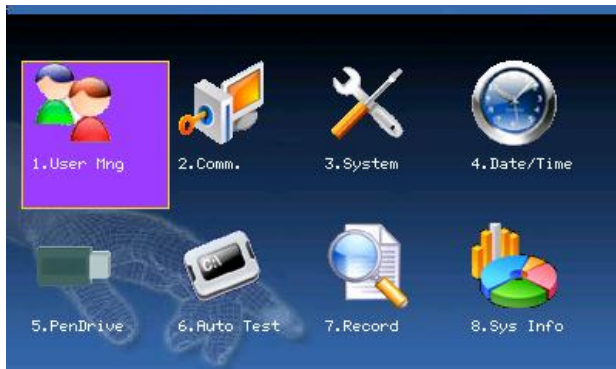 1.User Mng
2.Comm.
3.System
4.Date/Time
5.PenDrive
6.Auto Test
7.Record
8.Sys Info
C:\